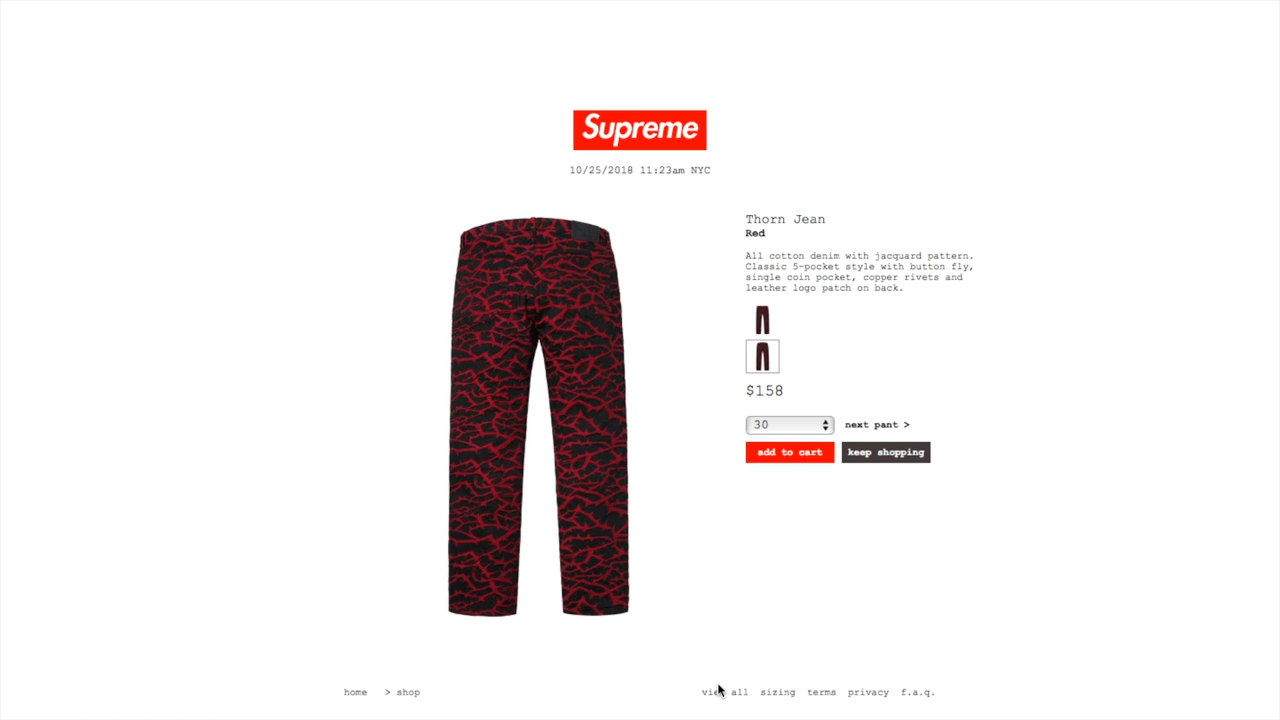 Supreme
10/25/2018 11:23am NYC
Thorn Jean
Red
All cotton denim with jacquard pattern.
Classic 5-pocket style with button fly,
single coin pocket, copper rivets and
leather logo patch on back.
$158
30 next pant >
add to cart keep shopping
home > shop view all sizing terms privacy f.a.q.